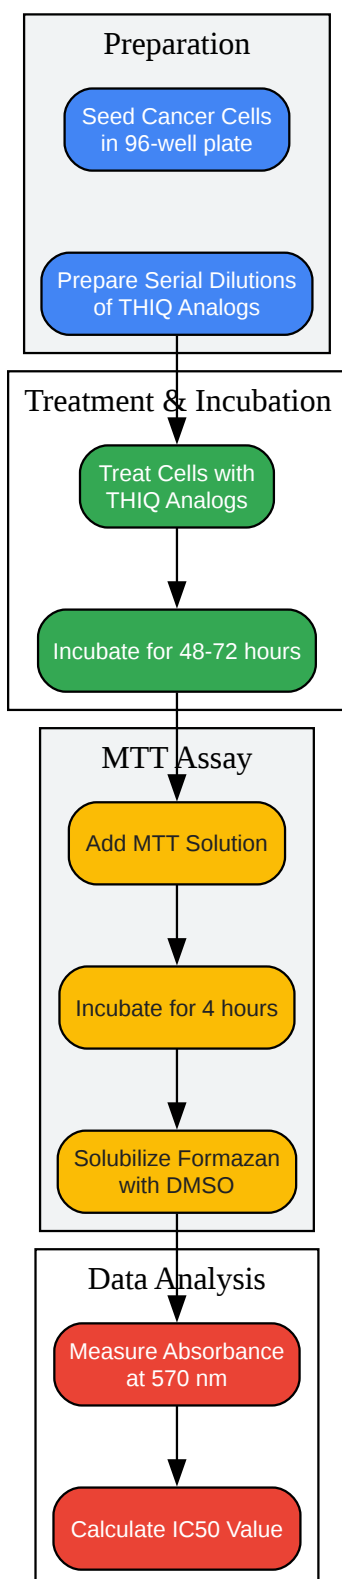 Preparation
Seed Cancer Cells
in 96-well plate
Prepare Serial Dilutions
of THIQ Analogs
Treatment & Incubation
Treat Cells with
THIQ Analogs
Incubate for 48-72 hours
MTT Assay
Add MTT Solution
Incubate for 4 hours
Solubilize Formazan
with DMSO
Data Analysis
Measure Absorbance
at 570 nm
Calculate IC50 Value